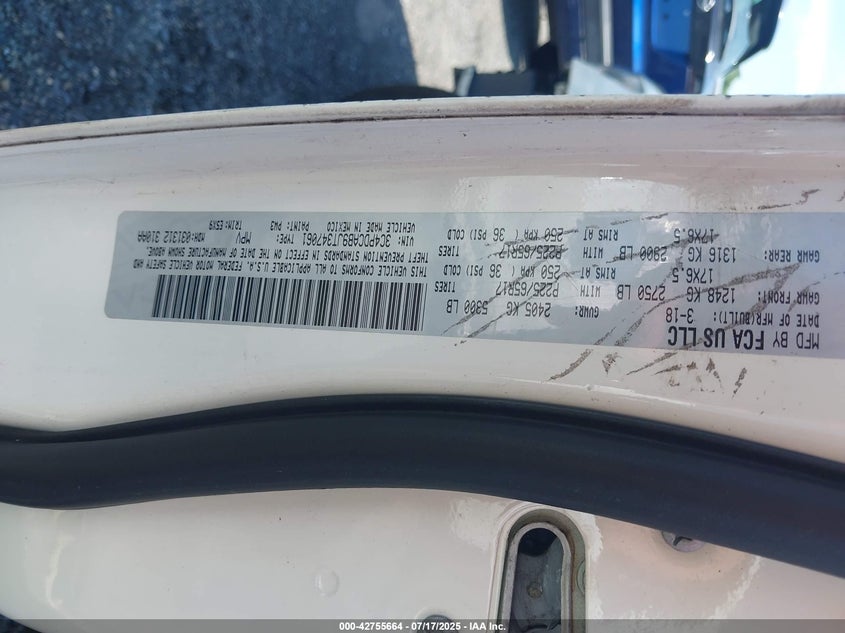 MFD BY FCA US LLC
DATE OF MFR(BUILT): 3-18
GVWR: 2405 KG 5300 LB
GAWR FRONT: 1248 KG 2750 LB
WITH P225/65R17 TIRES
17X6.5 RIMS AT 250 KPA ( 36 PSI) COLD
GAWR REAR: 1316 KG 2900 LB
WITH P225/65R17 TIRES
17X6.5 RIMS AT 250 KPA ( 36 PSI) COLD
THIS VEHICLE CONFORMS TO ALL APPLICABLE U.S.A. FEDERAL MOTOR VEHICLE SAFETY AND
THEFT PREVENTION STANDARDS IN EFFECT ON THE DATE OF MANUFACTURE SHOWN ABOVE.
VIN: 3C4PDCAB9JT347061 TYPE: MPV MDH:031312 310AA
PAINT: PW3 TRIM:E5X9
VEHICLE MADE IN MEXICO
000-42755664 / 07/17/2025 - IAA Inc.